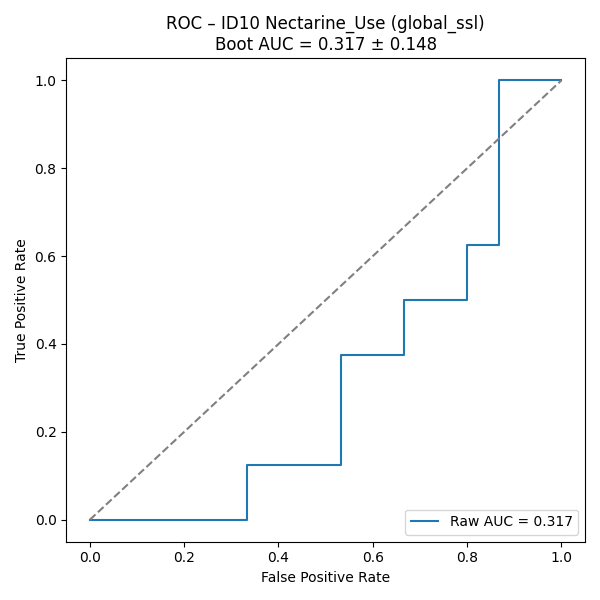 ROC – ID10 Nectarine_Use (global_ssl)
Boot AUC = 0.317 ± 0.148
1.0
0.8
0.6
0.4
0.2
0.0
True Positive Rate
Raw AUC = 0.317
0.0 0.2 0.4 0.6 0.8 1.0
False Positive Rate